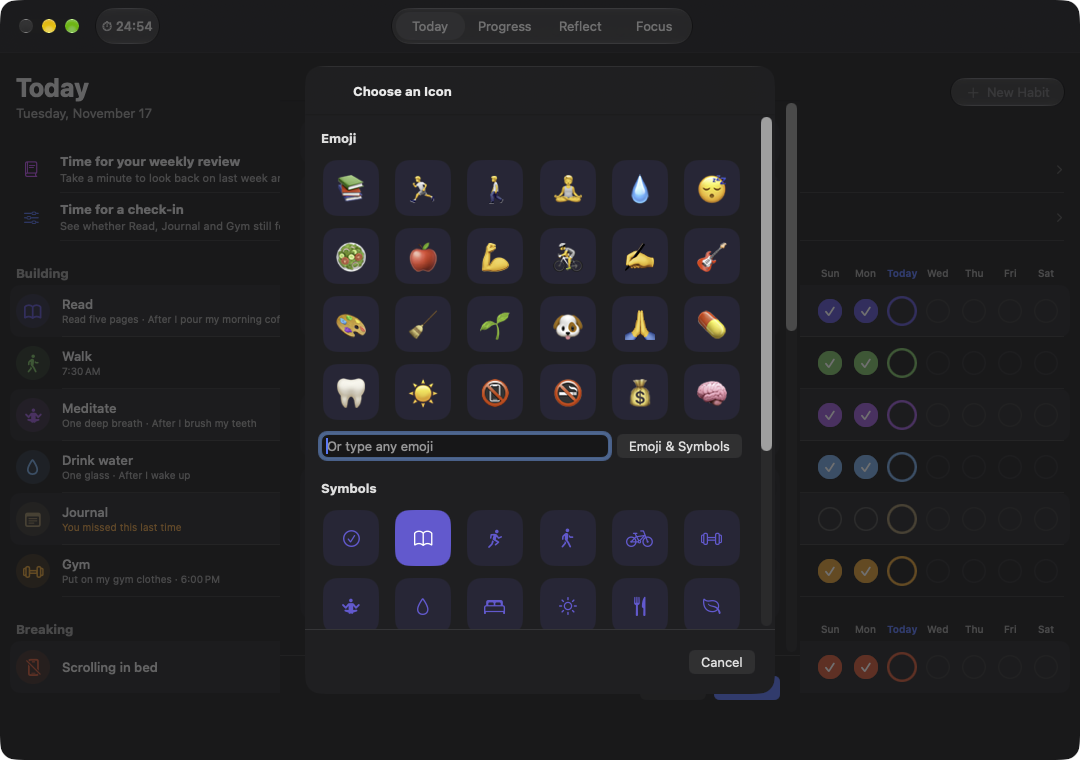 24:54
Today
Progress
Reflect
Focus
Today
Tuesday, November 17
+ New Habit
Choose an Icon
Emoji
Time for your weekly review
Take a minute to look back on last week
Time for a check-in
See whether Read, Journal and Gym still
Building
Sun Mon Today Wed Thu Fri Sat
Read
Read five pages · After I pour my morning
Walk
7:30 AM
Meditate
One deep breath · After I brush my teeth
Drink water
One glass · After I wake up
Journal
You missed this last time
Gym
Put on my gym clothes · 6:00 PM
Or type any emoji
Emoji & Symbols
Symbols
Breaking
Sun Mon Today Wed Thu Fri Sat
Scrolling in bed
Cancel